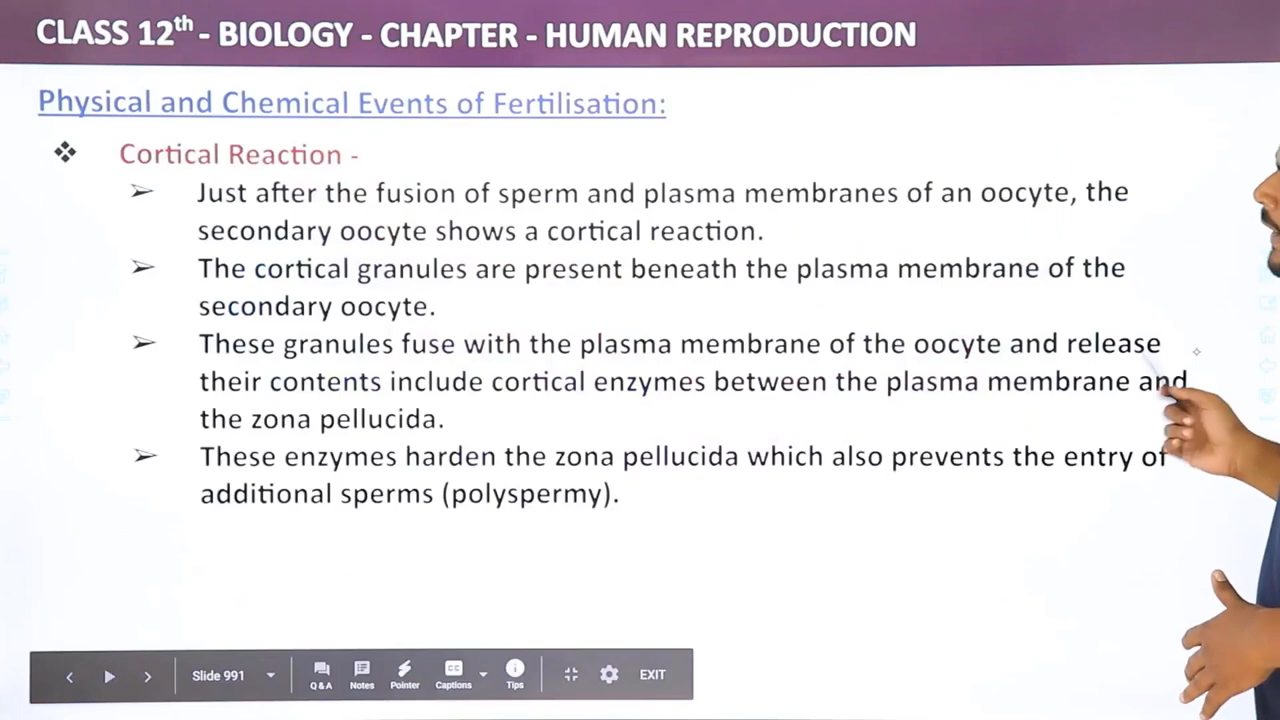 CLASS 12th - BIOLOGY - CHAPTER - HUMAN REPRODUCTION
Physical and Chemical Events of Fertilisation:
❖ Cortical Reaction -
➢ Just after the fusion of sperm and plasma membranes of an oocyte, the
secondary oocyte shows a cortical reaction.
➢ The cortical granules are present beneath the plasma membrane of the
secondary oocyte.
➢ These granules fuse with the plasma membrane of the oocyte and release
their contents include cortical enzymes between the plasma membrane and
the zona pellucida.
➢ These enzymes harden the zona pellucida which also prevents the entry of
additional sperms (polyspermy).
Slide 991 Q & A Notes Pointer CC Captions Tips EXIT